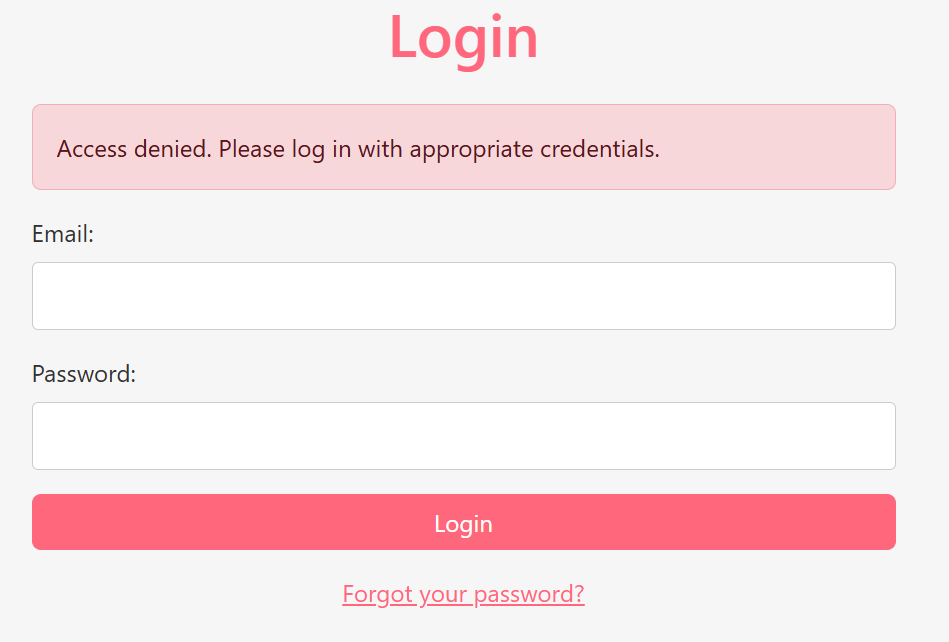 Login
Access denied. Please log in with appropriate credentials.
Email:
Password:
Login
Forgot your password?